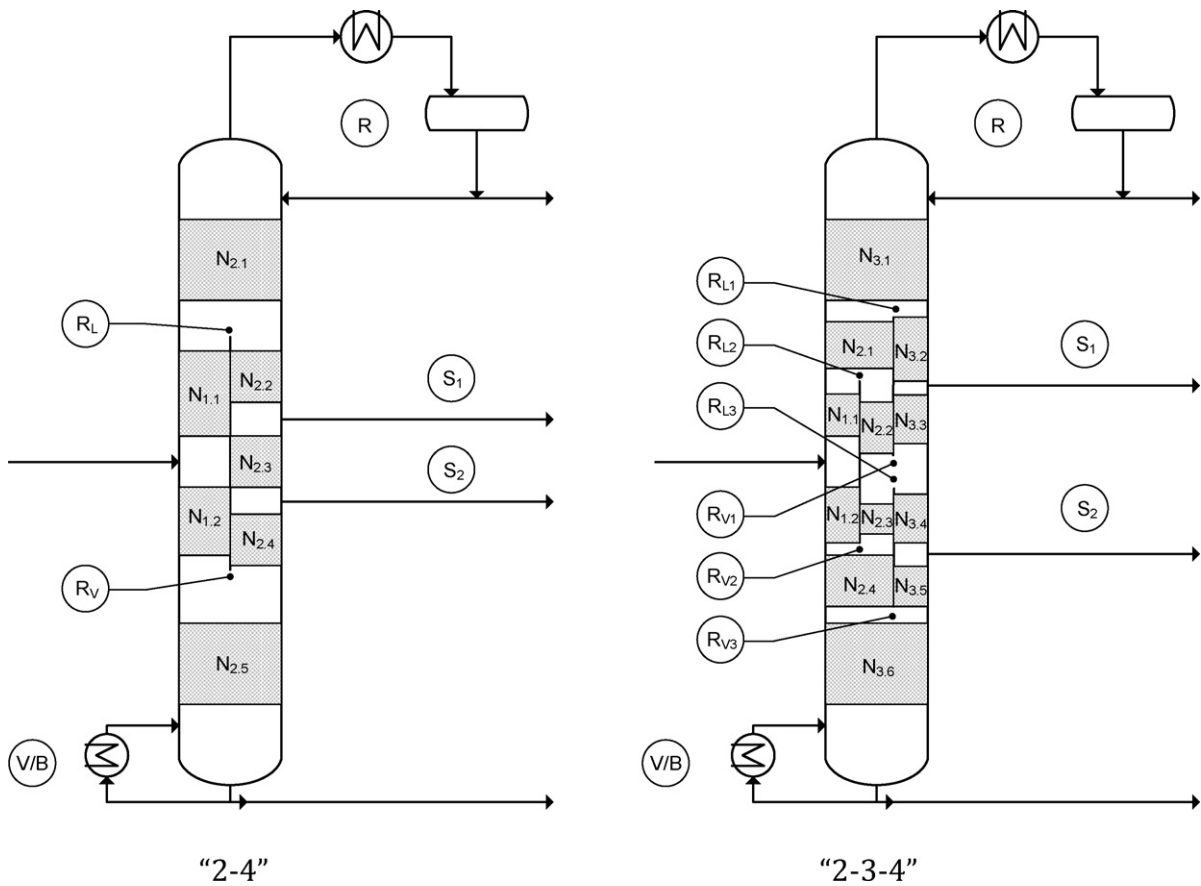 R
N2.1
RL
N1.1
N2.2
S1
N2.3
S2
N1.2
N2.4
RV
N2.5
V/B
"2-4"
R
N3.1
RL1
RL2
N2.1
N3.2
S1
RL3
N1.1
N2.2
N3.3
RV1
N1.2
N2.3
N3.4
S2
RV2
N2.4
N3.5
RV3
N3.6
V/B
"2-3-4"